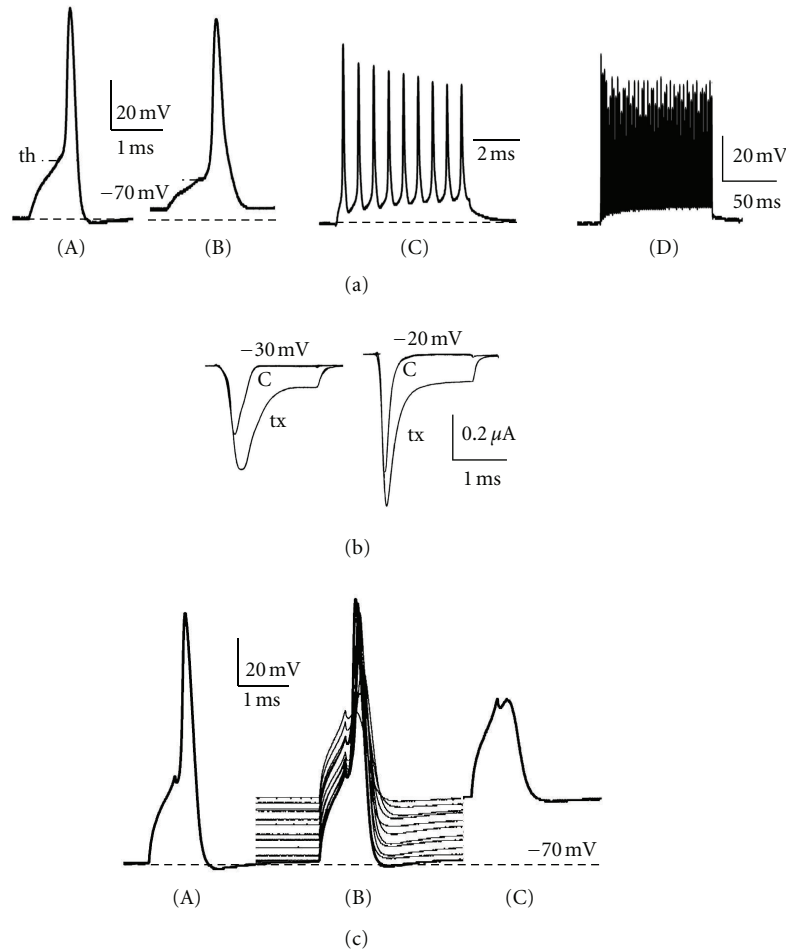 th
20 mV
1 ms
−70 mV
2 ms
20 mV
50 ms
(A)
(B)
(C)
(D)
(a)
−30 mV
C
tx
−20 mV
C
tx
0.2 μA
1 ms
(b)
20 mV
1 ms
−70 mV
(A)
(B)
(C)
(c)